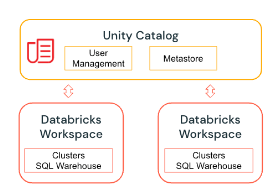 Unity Catalog
User
Management
Metastore
Databricks
Workspace
Clusters
SQL Warehouse
Databricks
Workspace
Clusters
SQL Warehouse